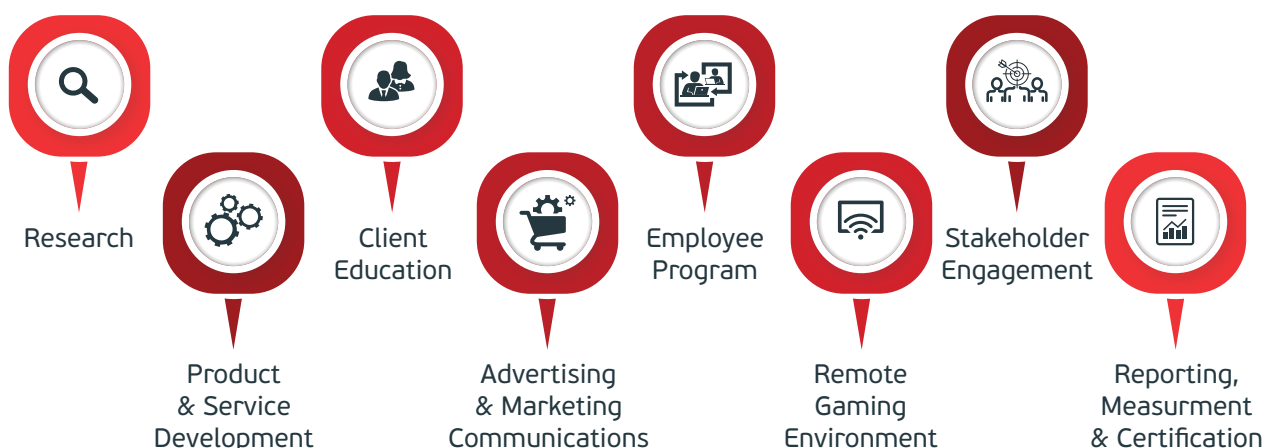 Research
Product
& Service
Development
Client
Education
Advertising
& Marketing
Communications
Employee
Program
Remote
Gaming
Environment
Stakeholder
Engagement
Reporting,
Measurment
& Certification